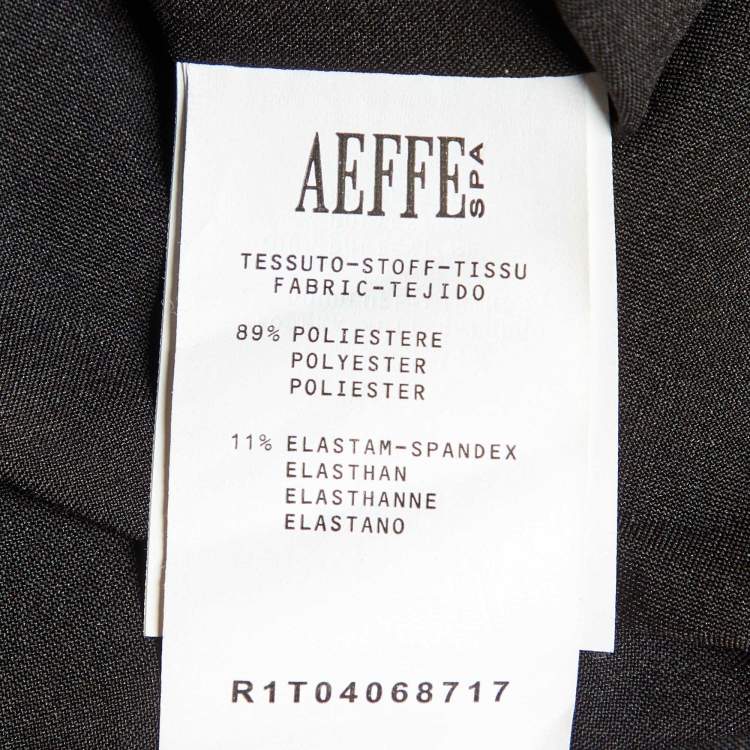 AEFFE SPA
TESSUTO-STOFF-TISSU
FABRIC-TEJIDO
89% POLIESTERE
POLYESTER
POLIESTER
11% ELASTAM-SPANDEX
ELASTHAN
ELASTHANNE
ELASTANO
R1T04068717